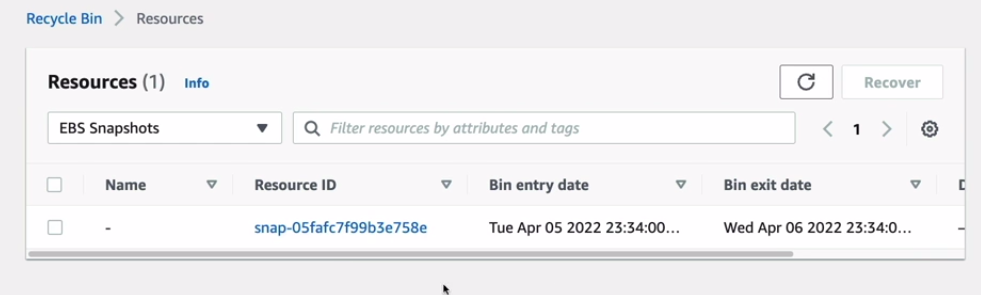 Recycle Bin > Resources
Resources (1) Info Recover
EBS Snapshots Filter resources by attributes and tags 1
Name Resource ID Bin entry date Bin exit date
- snap-05fafc7f99b3e758e Tue Apr 05 2022 23:34:00... Wed Apr 06 2022 23:34:0... -